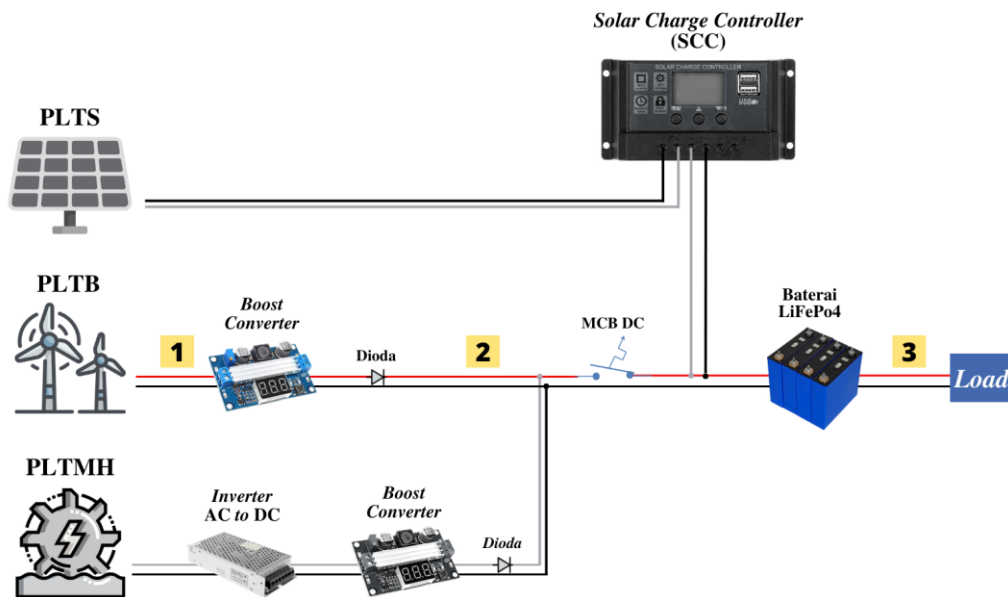 Solar Charge Controller
(SCC)
SOLAR CHARGE CONTROLLER
USB
PLTS
PLTB
Boost
Converter
Dioda
MCB DC
Baterai
LiFePo4
1
2
3
Load
PLTMH
Inverter
AC to DC
Boost
Converter
Dioda